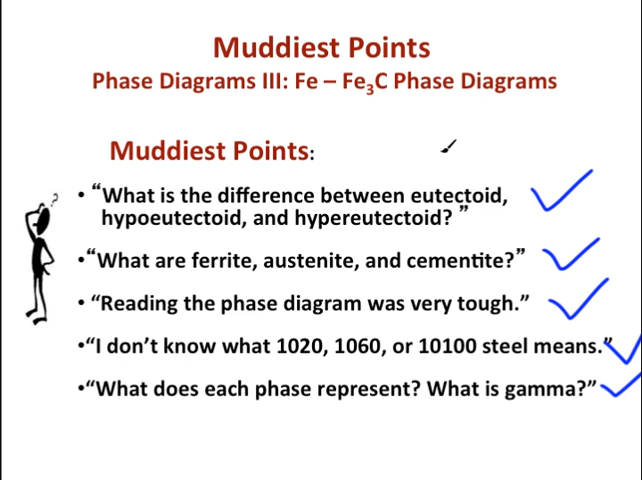 Muddiest Points
Phase Diagrams III: Fe – Fe₃C Phase Diagrams
Muddiest Points:
• “What is the difference between eutectoid,
hypoeutectoid, and hypereutectoid? ”
•“What are ferrite, austenite, and cementite?”
• “Reading the phase diagram was very tough.”
•“I don’t know what 1020, 1060, or 10100 steel means.”
•“What does each phase represent? What is gamma?”
?